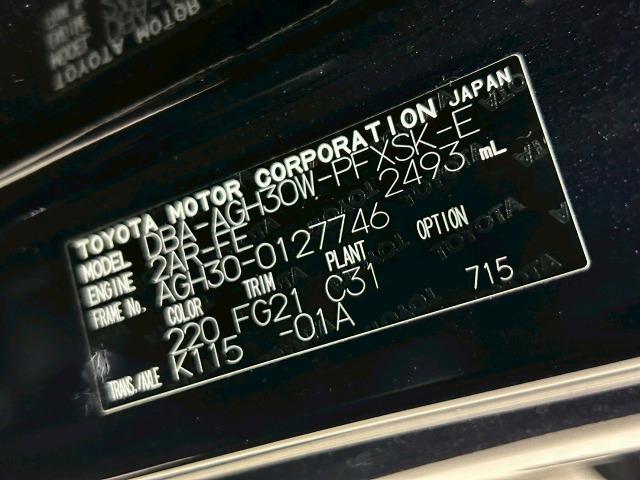 TOYOTA MOTOR CORPORATION JAPAN
MODEL DBA-AGH30W-PFXSK-E
ENGINE 2AR-FE 2493 mL
FRAME No. AGH30-0127746
COLOR TRIM PLANT OPTION
220 FG21 C31
TRANS./AXLE K115 -01A 715